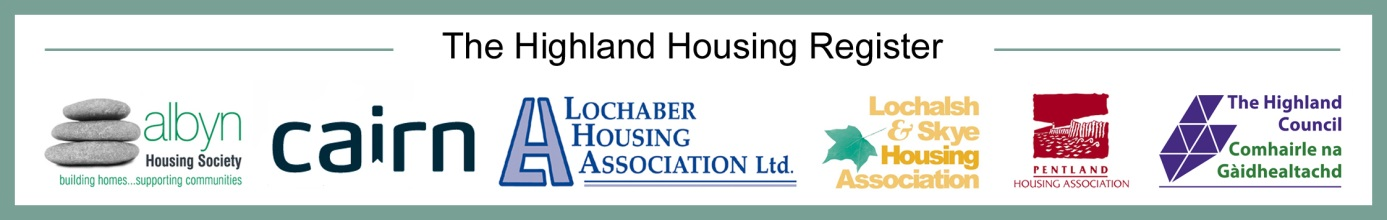 The Highland Housing Register
albyn
Housing Society
building homes...supporting communities
cairn
LOCHABER
HOUSING
ASSOCIATION Ltd.
Lochalsh
& Skye
Housing
Association
PENTLAND
HOUSING ASSOCIATION
The Highland
Council
Comhairle na
Gàidhealtachd